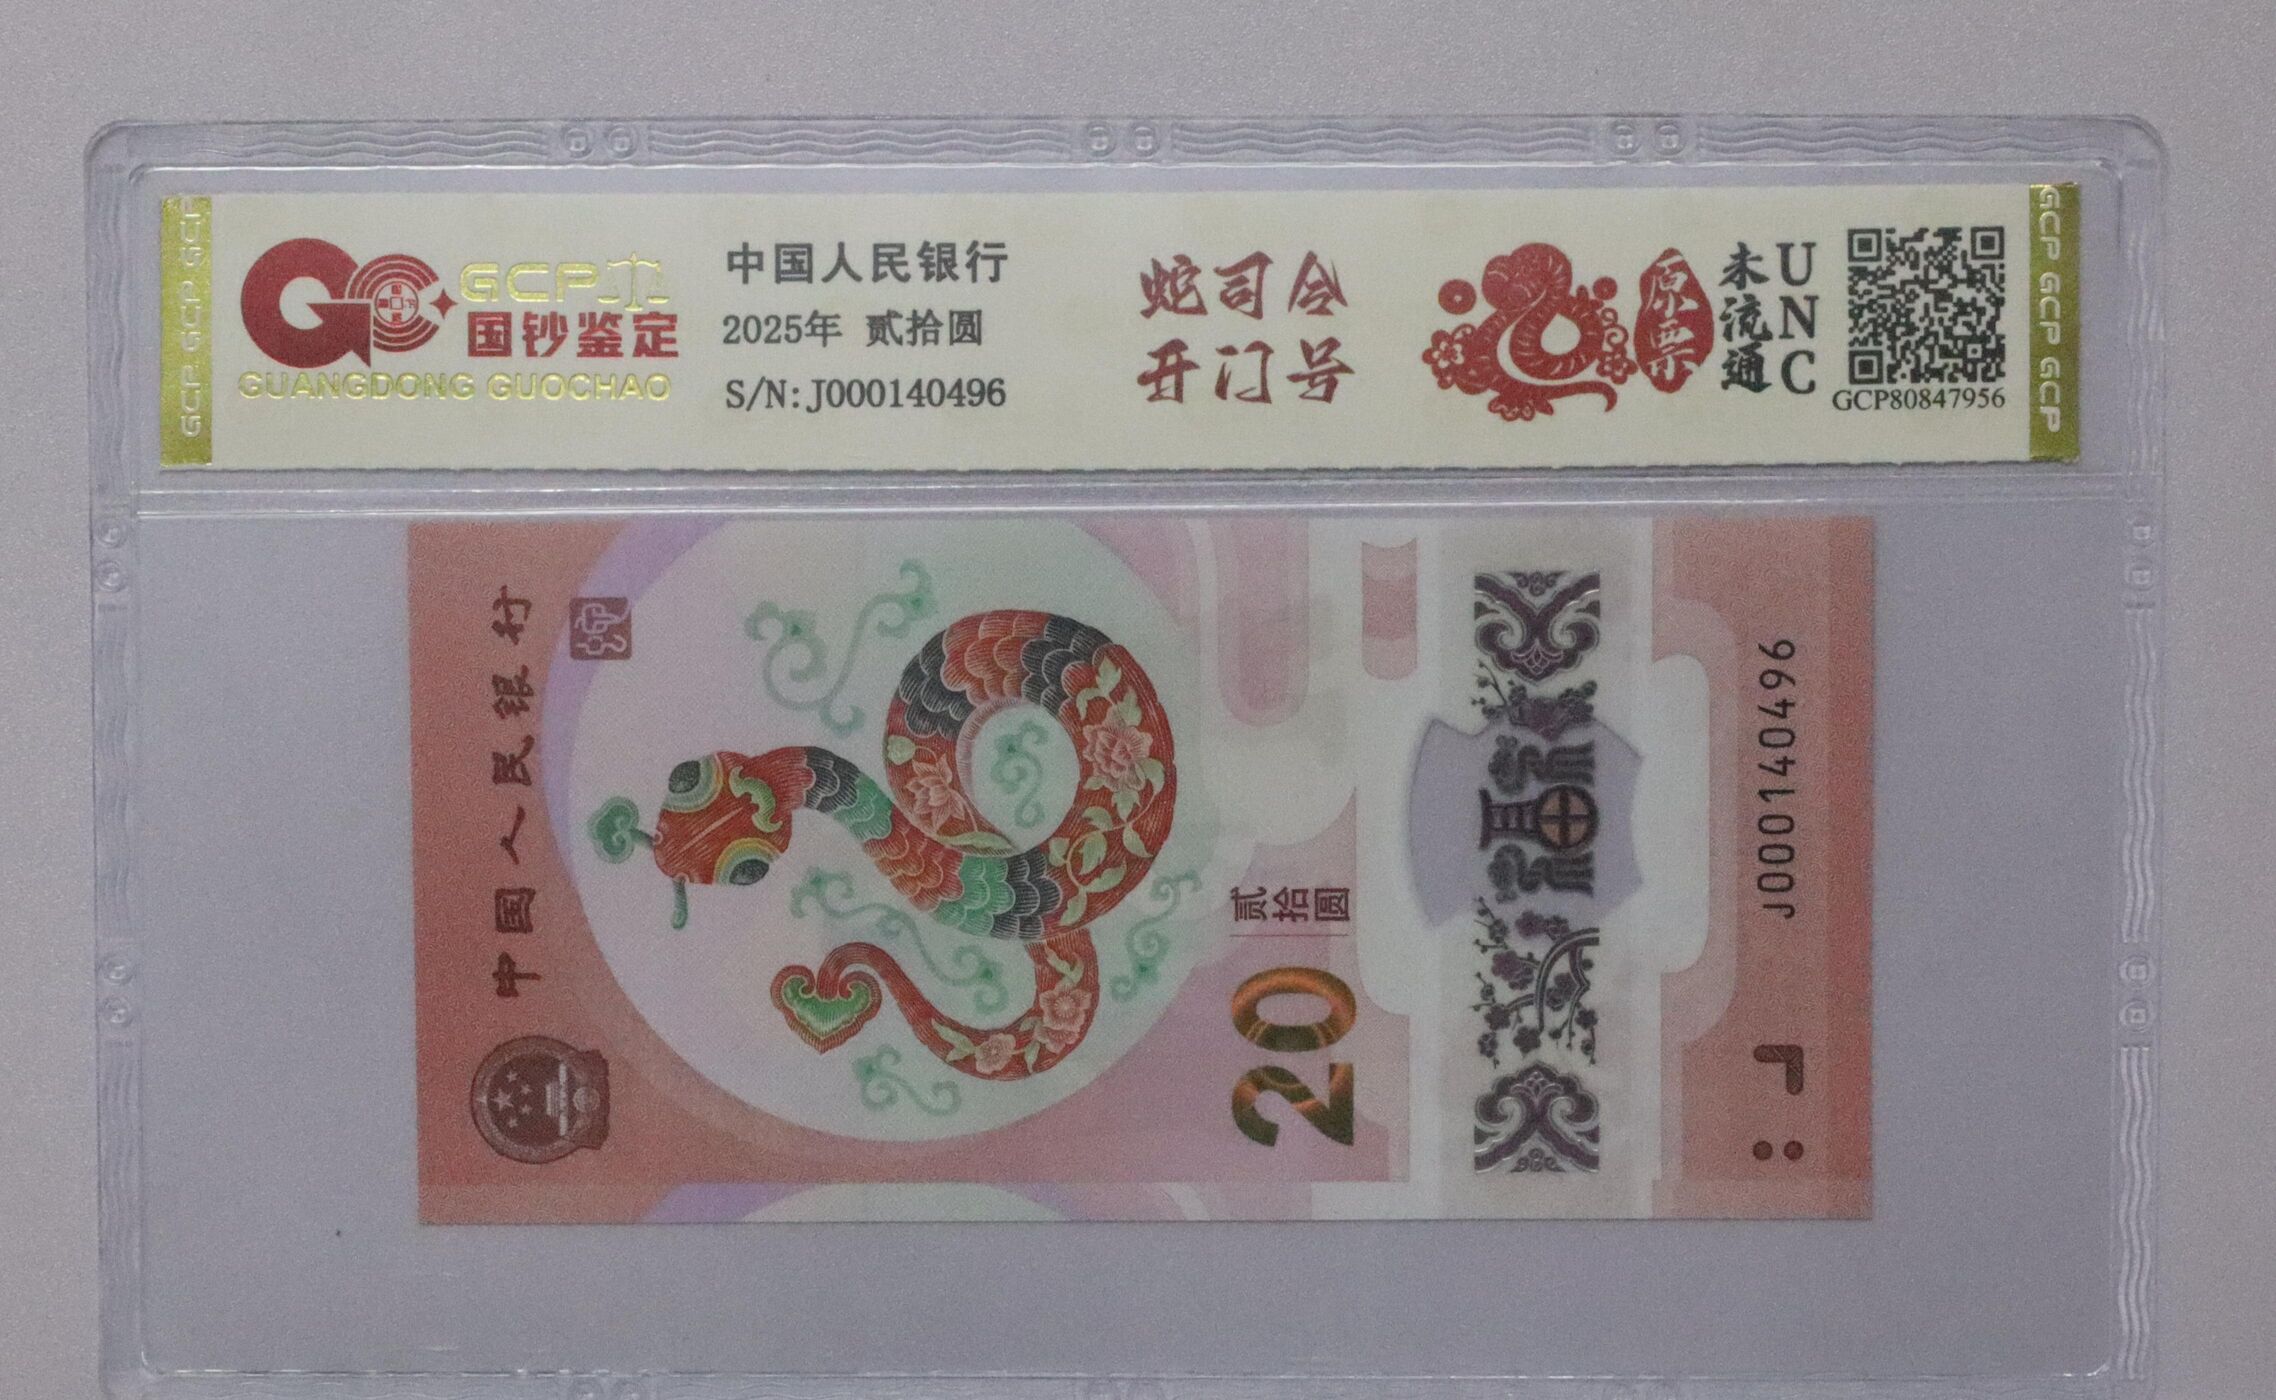 GCP GCP GCP
GCP
国钞鉴定
GUANGDONG GUOCHAO
中国人民银行
2025年 贰拾圆
S/N:J000140496
蛇司令
开门号
原票
未流通
UNC
GCP80847956
GCP GCP GCP
中国人民银行
贰拾圆
20
J000140496